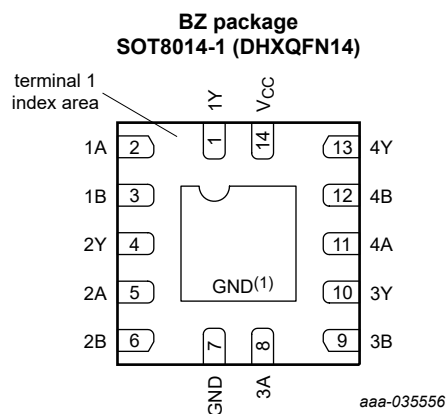 BZ package
SOT8014-1 (DHXQFN14)
terminal 1
index area
1Y
VCC
1
14
1A 2
13 4Y
1B 3
12 4B
2Y 4
11 4A
2A 5
GND(1)
10 3Y
2B 6
9 3B
7
8
GND
3A
aaa-035556